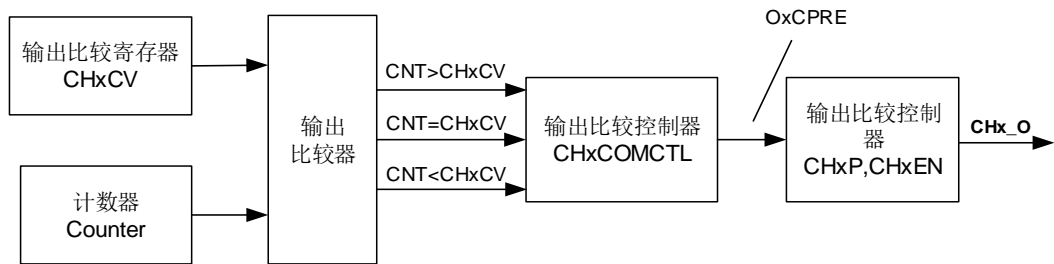 OxCPRE
输出比较寄存器
CHxCV
计数器
Counter
输出
比较器
CNT>CHxCV
CNT=CHxCV
CNT<CHxCV
输出比较控制器
CHxCOMCTL
输出比较控制
器
CHxP,CHxEN
CHx_O